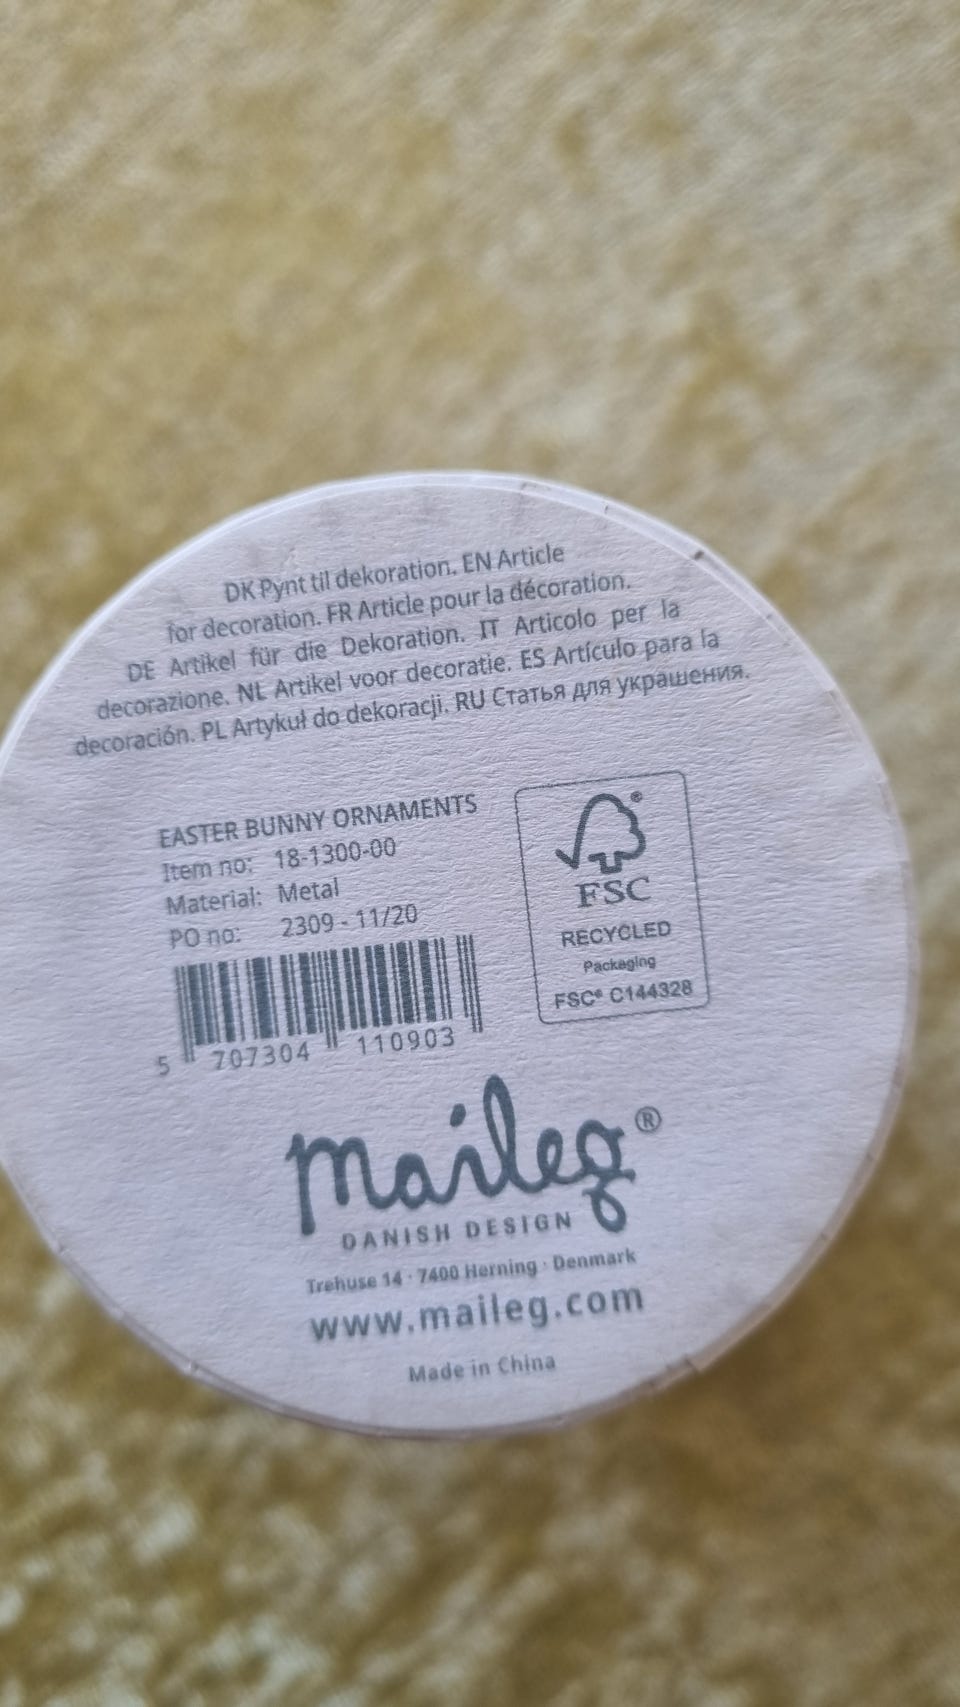 DK Pynt til dekoration. EN Article
for decoration. FR Article pour la décoration.
DE Artikel für die Dekoration. IT Articolo per la
decorazione. NL Artikel voor decoratie. ES Artículo para la
decoración. PL Artykuł do dekoracji. RU Статья для украшения.
EASTER BUNNY ORNAMENTS
Item no: 18-1300-00
Material: Metal
PO no: 2309 - 11/20
5 707304 110903
®
FSC
RECYCLED
Packaging
FSC® C144328
maileg®
DANISH DESIGN
Trehuse 14 · 7400 Herning · Denmark
www.maileg.com
Made in China